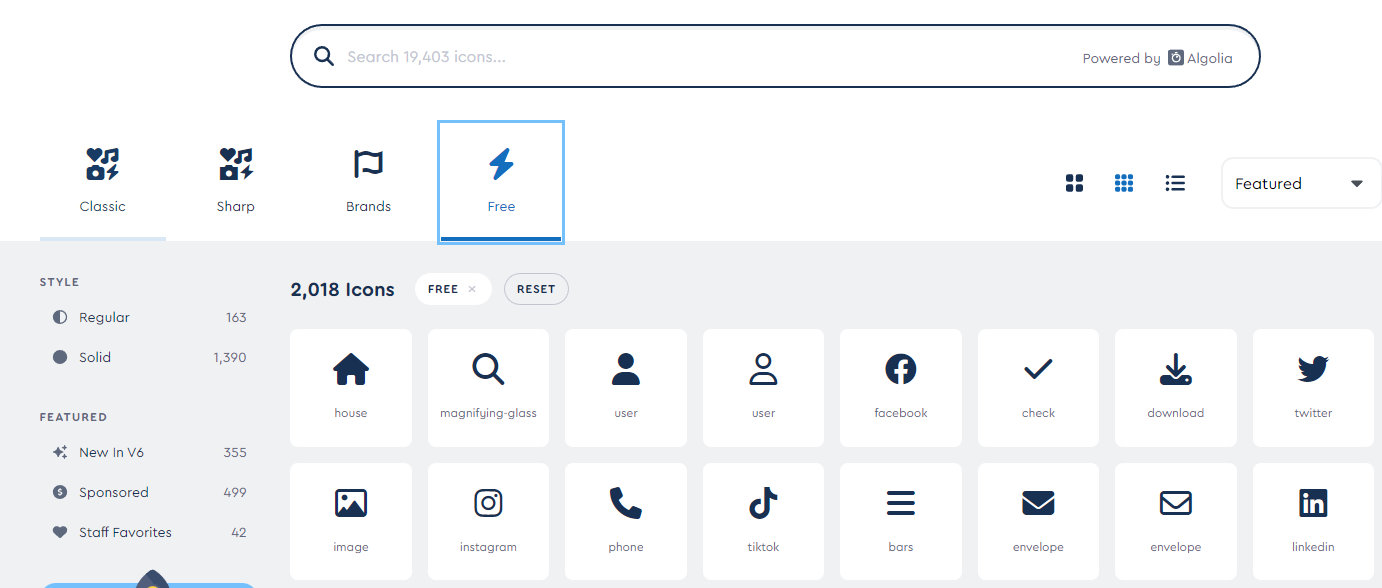 Search 19,403 icons...
Powered by Algolia
Classic
Sharp
Brands
Free
Featured
STYLE
Regular 163
Solid 1,390
FEATURED
New In V6 355
Sponsored 499
Staff Favorites 42
2,018 Icons FREE × RESET
house magnifying-glass user user facebook check download twitter
image instagram phone tiktok bars envelope envelope linkedin